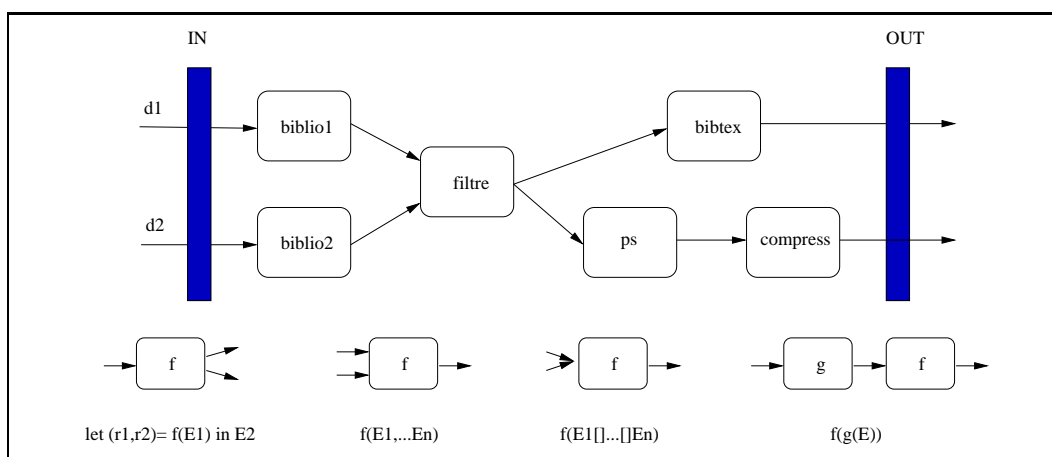 IN
OUT
d1
biblio1
bibtex
filtre
d2
biblio2
ps
compress
f
f
f
g
f
let (r1,r2)= f(E1) in E2
f(E1,...En)
f(E1[]...[]En)
f(g(E))